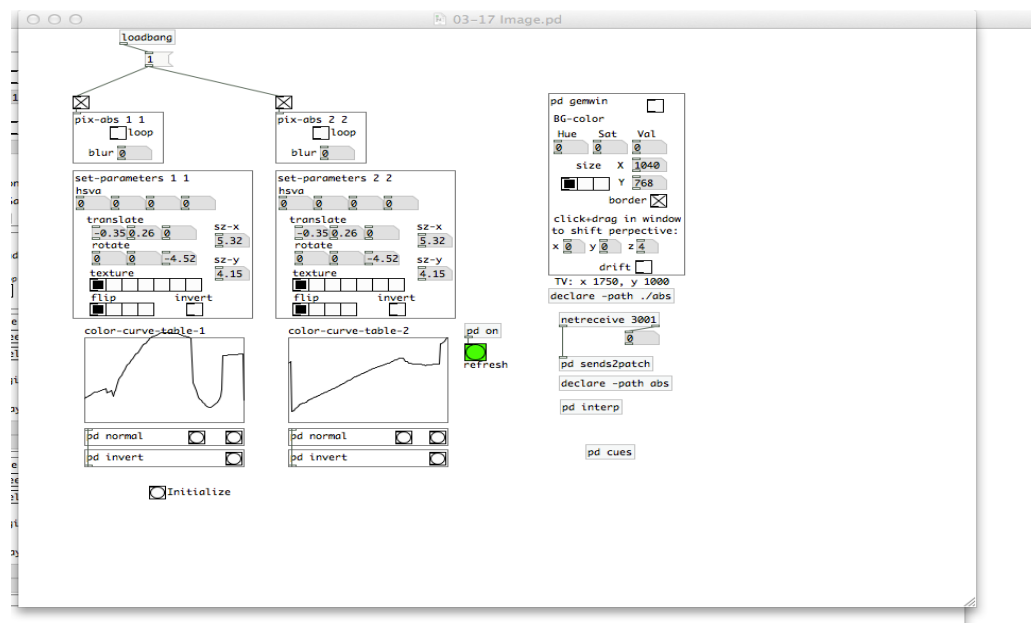 03-17 Image.pd
loadbang
1
pix-abs 1 1
loop
blur 0
pix-abs 2 2
loop
blur 0
set-parameters 1 1
hsva
0 0 0 0
translate
-0.35 0.26 0
rotate
0 0 -4.52
texture
flip
invert
sz-x
5.32
sz-y
4.15
set-parameters 2 2
hsva
0 0 0 0
translate
-0.35 0.26 0
rotate
0 0 -4.52
texture
flip
invert
sz-x
5.32
sz-y
4.15
color-curve-table-1
pd normal
pd invert
color-curve-table-2
pd normal
pd invert
Initialize
pd on
refresh
pd gemwin
BG-color
Hue Sat Val
0 0 0
size X 1040
Y 768
border
click+drag in window
to shift perpective:
x 0 y 0 z 4
drift
TV: x 1750, y 1000
declare -path ./abs
netreceive 3001
0
pd sends2patch
declare -path abs
pd interp
pd cues